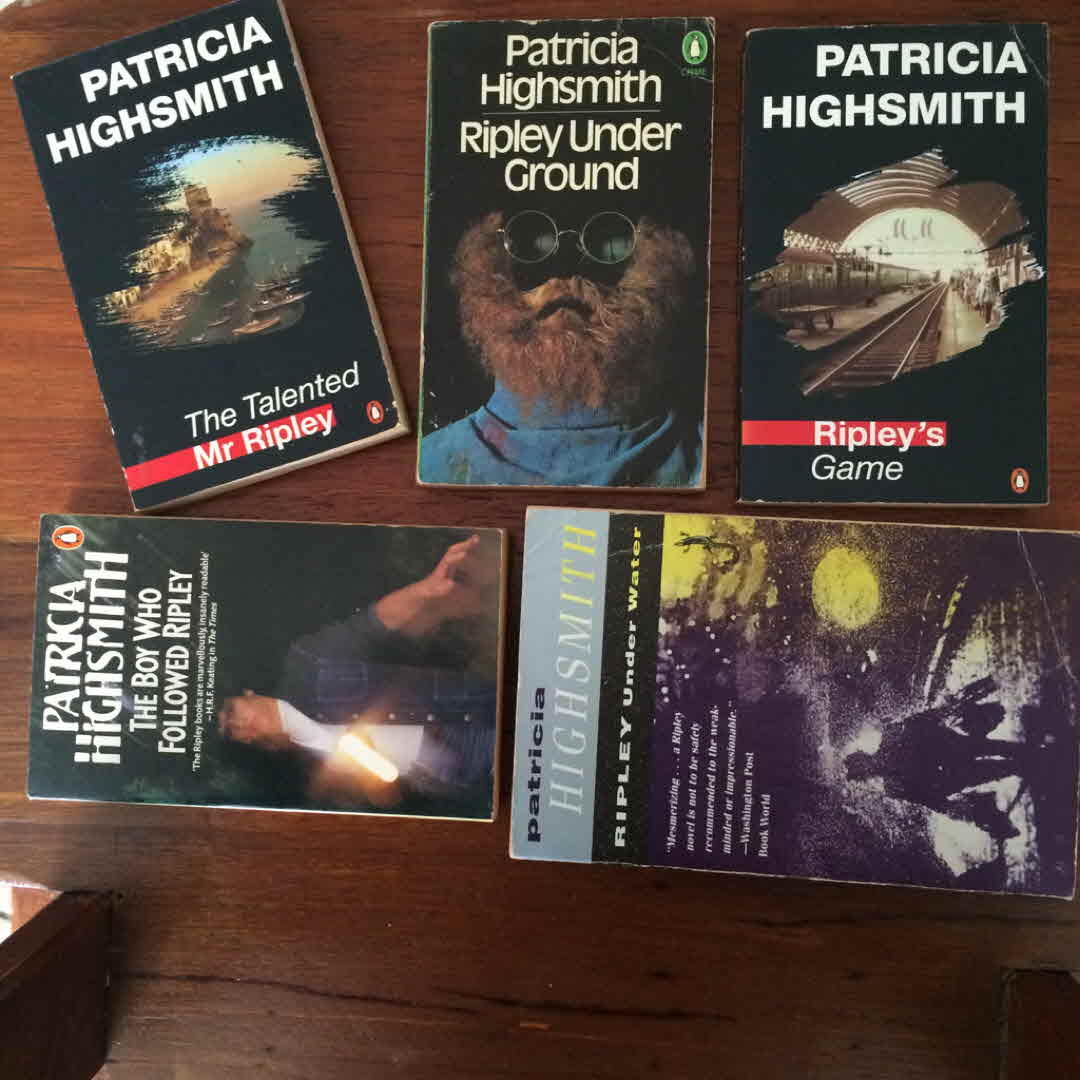 PATRICIA
HIGHSMITH
The Talented
Mr Ripley
Patricia
Highsmith
Ripley Under
Ground
CRIME
PATRICIA
HIGHSMITH
Ripley's
Game
PATRICIA
HIGHSMITH
THE BOY WHO
FOLLOWED RIPLEY
'The Ripley books are marvellously, insanely readable'
–H.R.F. Keating in The Times
patricia
HIGHSMITH
RIPLEY Under Water
"Mesmerizing . . . a Ripley
novel is not to be safely
recommended to the weak-
minded or impressionable."
—Washington Post
Book World